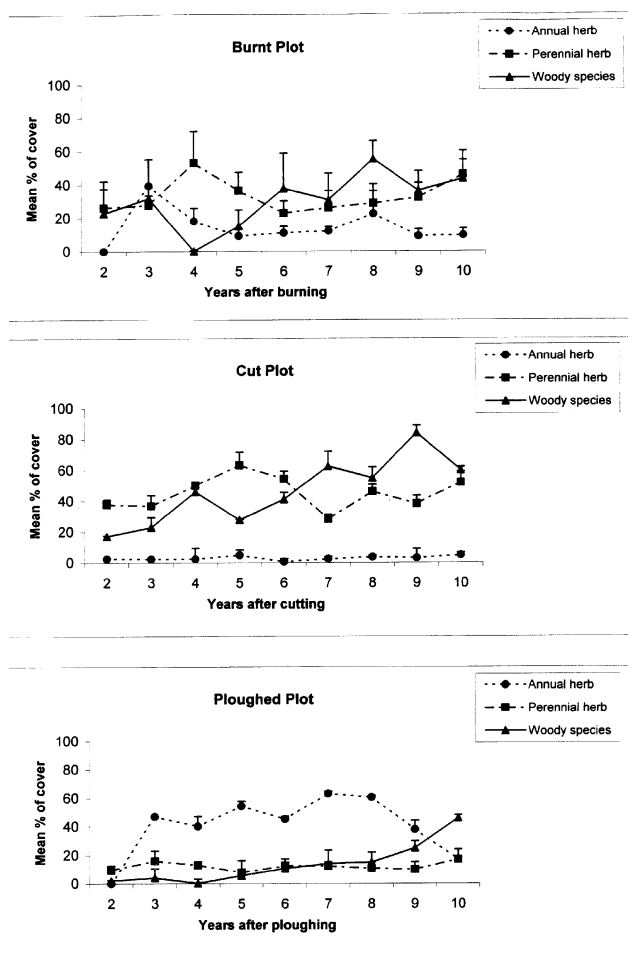 Burnt Plot
Annual herb
Perennial herb
Woody species
Mean % of cover
100
80
60
40
20
0
2 3 4 5 6 7 8 9 10
Years after burning
Cut Plot
Annual herb
Perennial herb
Woody species
Mean % of cover
100
80
60
40
20
0
2 3 4 5 6 7 8 9 10
Years after cutting
Ploughed Plot
Annual herb
Perennial herb
Woody species
Mean % of cover
100
80
60
40
20
0
2 3 4 5 6 7 8 9 10
Years after ploughing